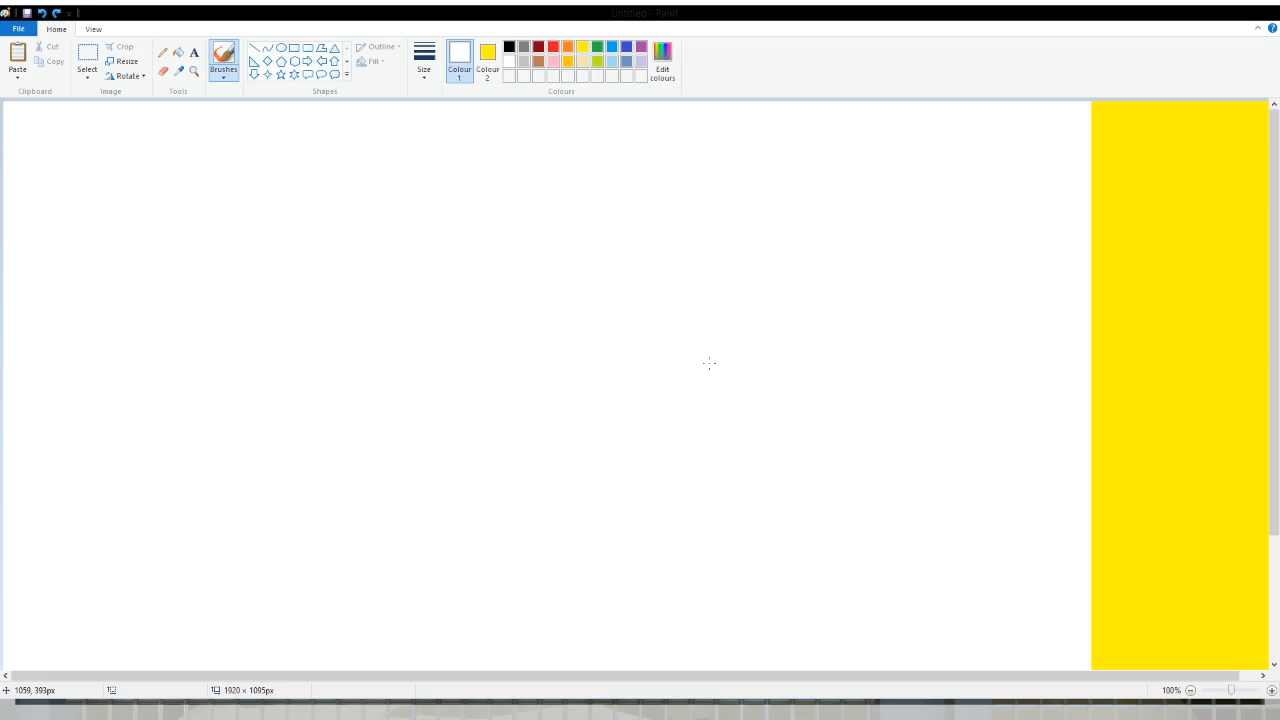 Untitled - Paint
File Home View
Paste
Cut
Copy
Clipboard
Select
Crop
Resize
Rotate
Image
A
Tools
Brushes
Outline
Fill
Shapes
Size
Colour 1
Colour 2
Edit colours
Colours
1059, 393px
1920 × 1095px
100%